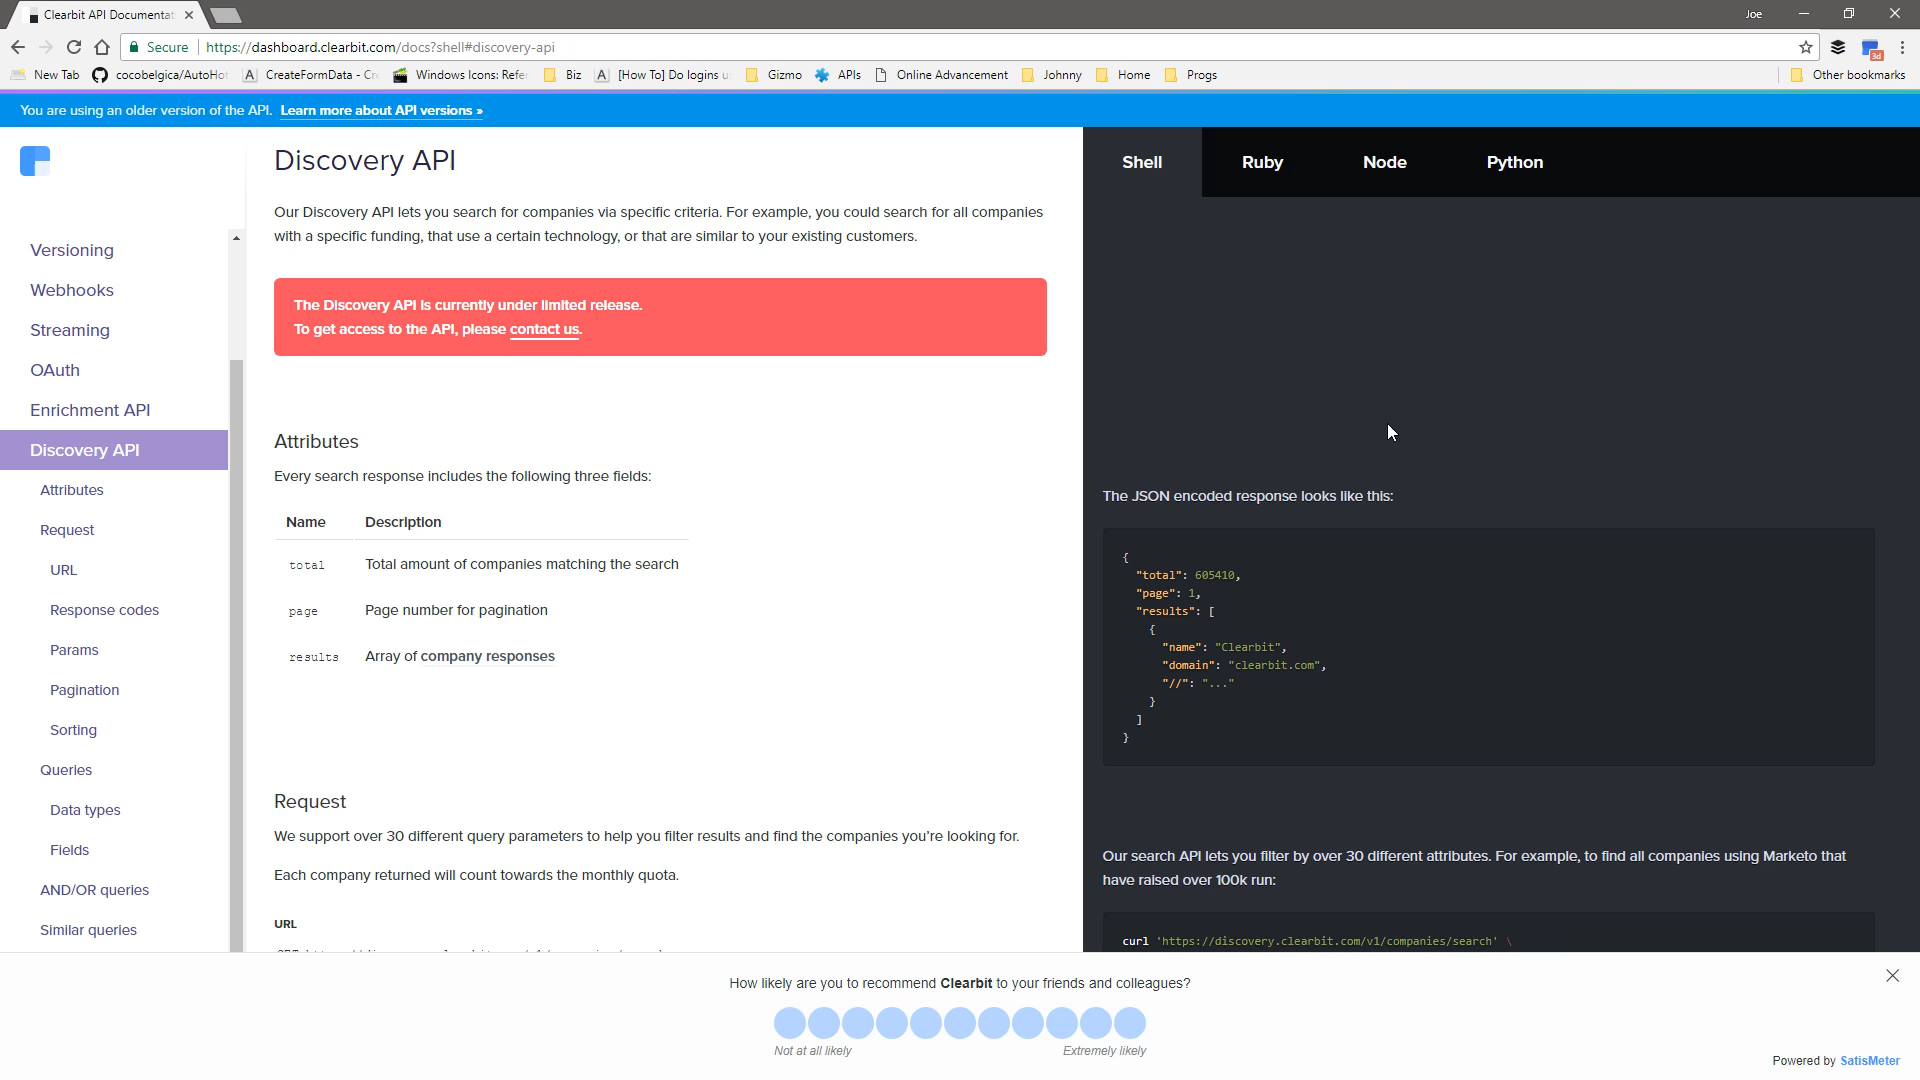 Clearbit API Documentat
Joe
Secure
https://dashboard.clearbit.com/docs?shell#discovery-api
3d
New Tab
cocobelgica/AutoHot
CreateFormData - Cr
Windows Icons: Refe
Biz
[How To] Do logins u
Gizmo
APIs
Online Advancement
Johnny
Home
Progs
Other bookmarks
You are using an older version of the API. Learn more about API versions »
Versioning
Webhooks
Streaming
OAuth
Enrichment API
Discovery API
Attributes
Request
URL
Response codes
Params
Pagination
Sorting
Queries
Data types
Fields
AND/OR queries
Similar queries
Discovery API
Our Discovery API lets you search for companies via specific criteria. For example, you could search for all companies
with a specific funding, that use a certain technology, or that are similar to your existing customers.
The Discovery API is currently under limited release.
To get access to the API, please contact us.
Attributes
Every search response includes the following three fields:
Name Description
total Total amount of companies matching the search
page Page number for pagination
results Array of company responses
Request
We support over 30 different query parameters to help you filter results and find the companies you're looking for.
Each company returned will count towards the monthly quota.
URL
Shell Ruby Node Python
The JSON encoded response looks like this:
{
"total": 605410,
"page": 1,
"results": [
{
"name": "Clearbit",
"domain": "clearbit.com",
"//": "..."
}
]
}
Our search API lets you filter by over 30 different attributes. For example, to find all companies using Marketo that
have raised over 100k run:
curl 'https://discovery.clearbit.com/v1/companies/search' \
How likely are you to recommend Clearbit to your friends and colleagues?
Not at all likely
Extremely likely
Powered by SatisMeter